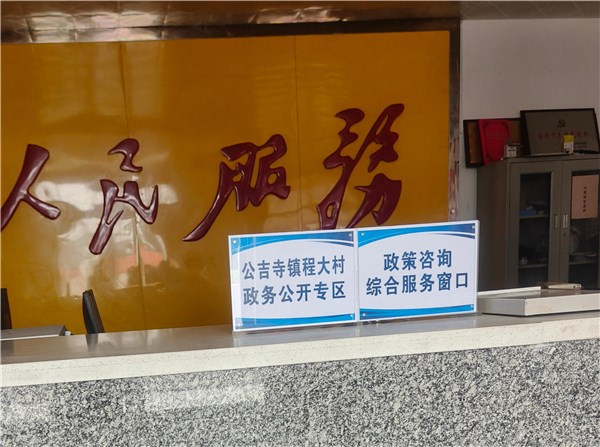 人民服务
公吉寺镇程大村
政务公开专区
政策咨询
综合服务窗口